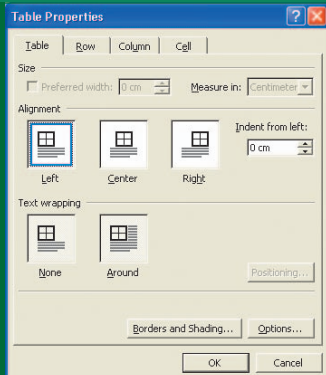 Table Properties
Table Row Column Cell
Size
Preferred width: 0 cm Measure in: Centimeter
Alignment
Indent from left:
0 cm
Left Center Right
Text wrapping
None Around
Positioning...
Borders and Shading... Options...
OK Cancel